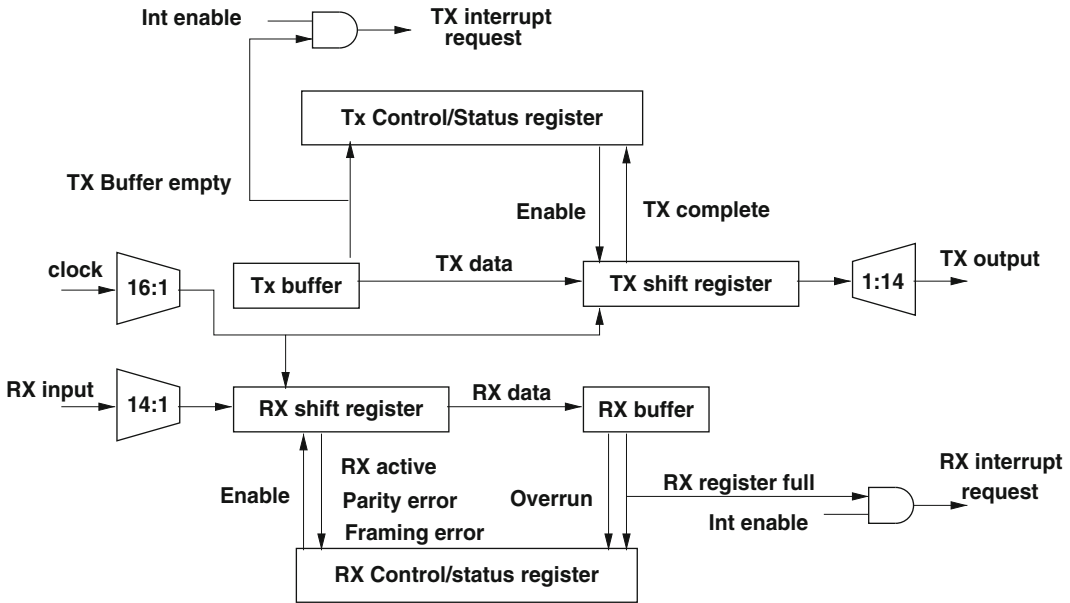 Int enable
TX interrupt
request
Tx Control/Status register
TX Buffer empty
Enable
TX complete
clock
16:1
Tx buffer
TX data
TX shift register
1:14
TX output
RX input
14:1
RX shift register
RX data
RX buffer
Enable
RX active
Parity error
Framing error
Overrun
RX register full
Int enable
RX interrupt
request
RX Control/status register